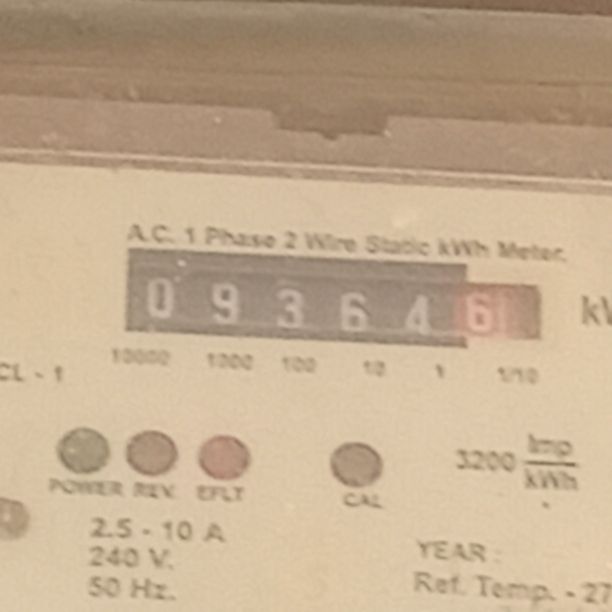 A.C. 1 Phase 2 Wire Static kWh Meter.
0 9 3 6 4 6
10000 1000 100 10 1 1/10
CL - 1
POWER REV. EFLT CAL
3200 Imp
kWh
2.5 - 10 A
240 V.
50 Hz.
YEAR :
Ref. Temp. - 27